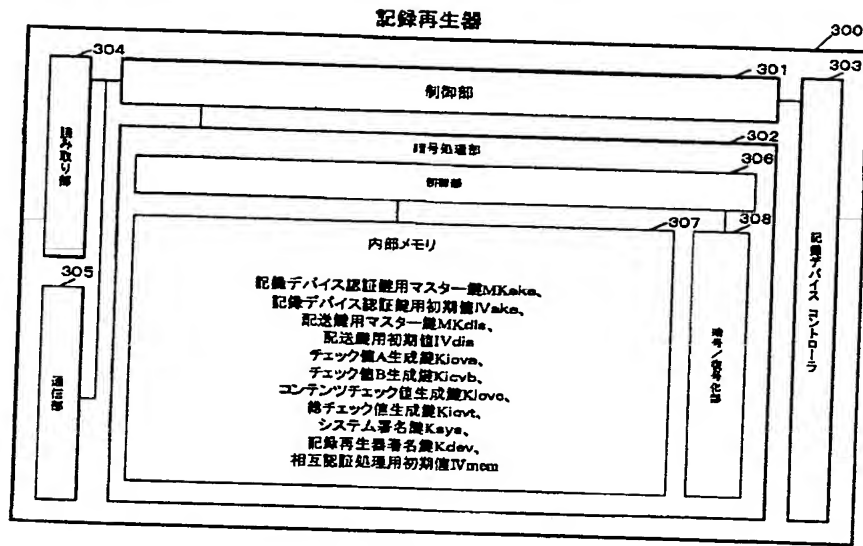 記録再生器
300
304
301
303
制御部
読み取り部
302
暗号処理部
306
制御部
307
308
内部メモリ
記録デバイス認証鍵用マスター鍵MKake、
記録デバイス認証鍵用初期値IVake、
配送鍵用マスター鍵MKdis、
配送鍵用初期値IVdis
チェック値A生成鍵Kicva、
チェック値B生成鍵Kicvb、
コンテンツチェック値生成鍵Kicvc、
総チェック値生成鍵Kicvt、
システム署名鍵Ksys、
記録再生器署名鍵Kdev、
相互認証処理用初期値IVmem
305
通信部
暗号/復号化部
記録デバイス コントローラ